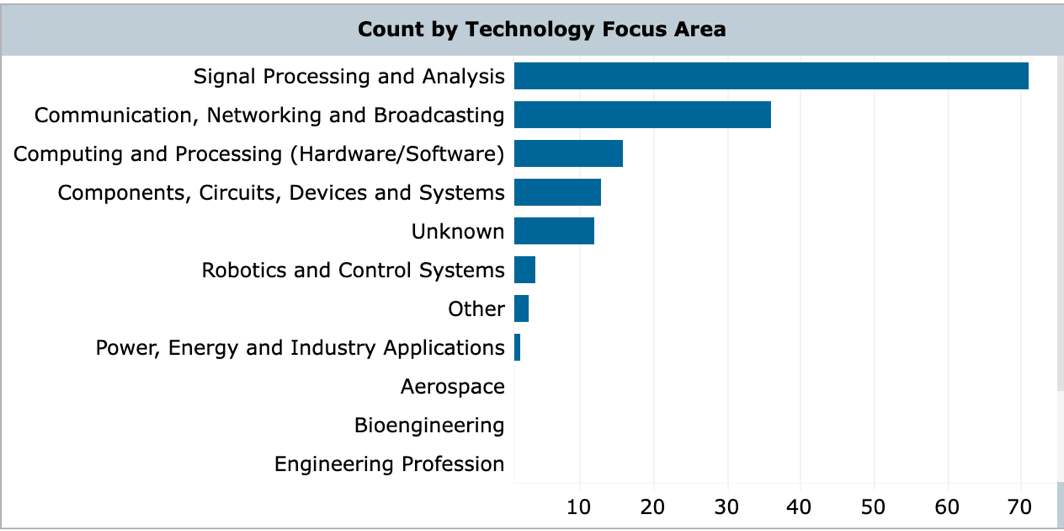 Count by Technology Focus Area
Signal Processing and Analysis
Communication, Networking and Broadcasting
Computing and Processing (Hardware/Software)
Components, Circuits, Devices and Systems
Unknown
Robotics and Control Systems
Other
Power, Energy and Industry Applications
Aerospace
Bioengineering
Engineering Profession
10 20 30 40 50 60 70